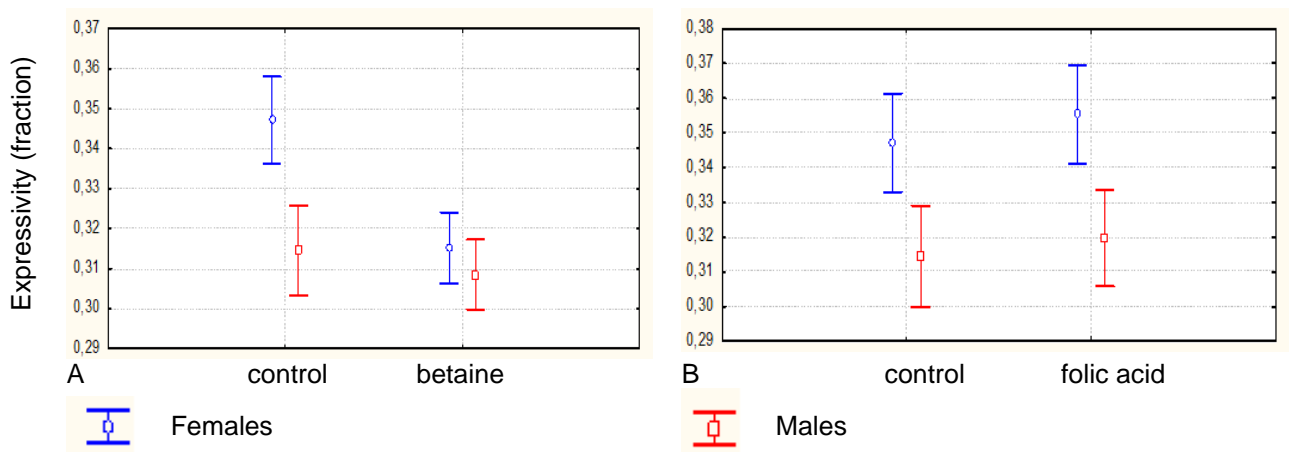 Expressivity (fraction)
0,37
0,36
0,35
0,34
0,33
0,32
0,31
0,30
0,29
A
control
betaine
0,38
0,37
0,36
0,35
0,34
0,33
0,32
0,31
0,30
0,29
B
control
folic acid
Females
Males